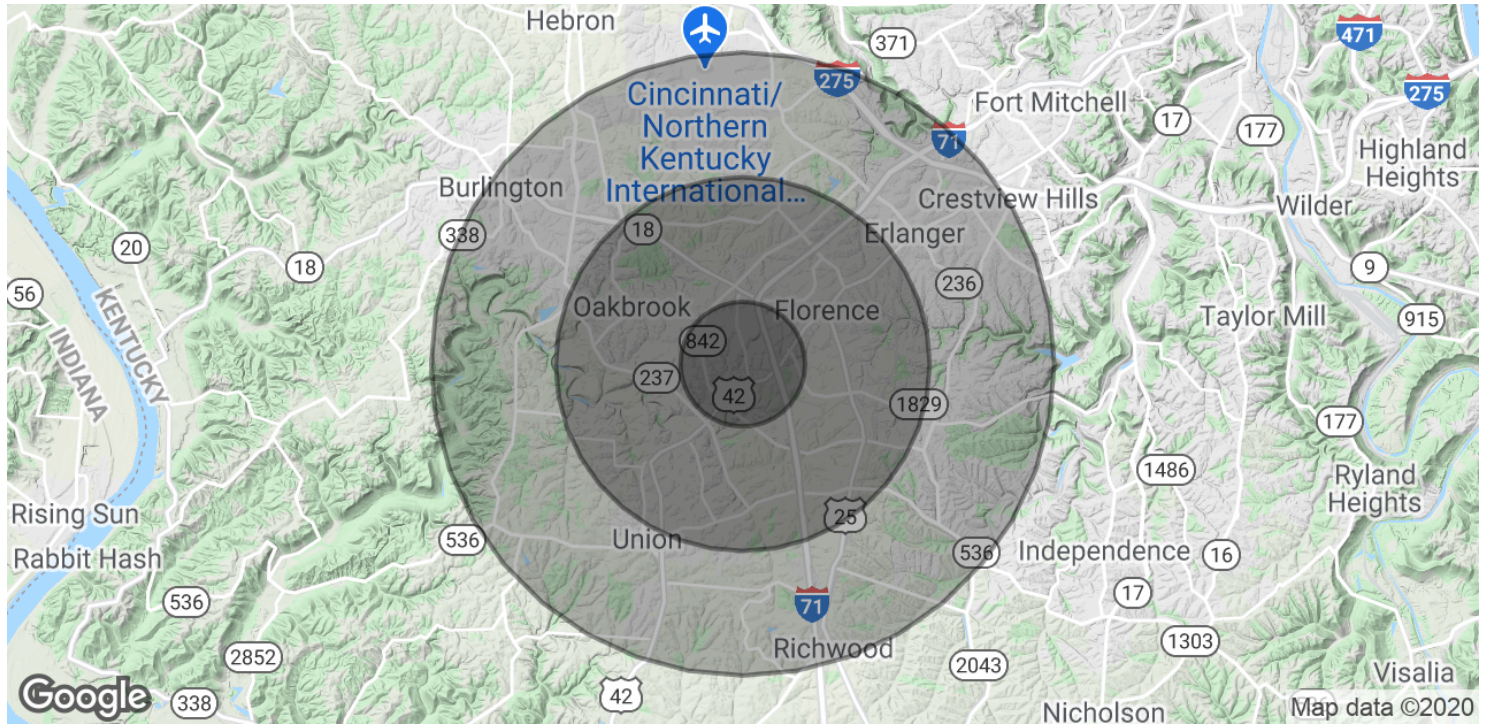 Hebron
371
471
275
275
Cincinnati/
Northern
Kentucky
International...
Fort Mitchell
17
177
71
Highland
Heights
Burlington
Crestview Hills
Wilder
338
18
Erlanger
20
18
9
236
56
KENTUCKY
INDIANA
Oakbrook
Florence
Taylor Mill
915
842
237
42
1829
177
1486
Ryland
Heights
Rising Sun
25
536
Union
536
Independence
16
Rabbit Hash
71
17
536
1303
Richwood
2852
2043
Visalia
Google
338
42
Nicholson
Map data ©2020